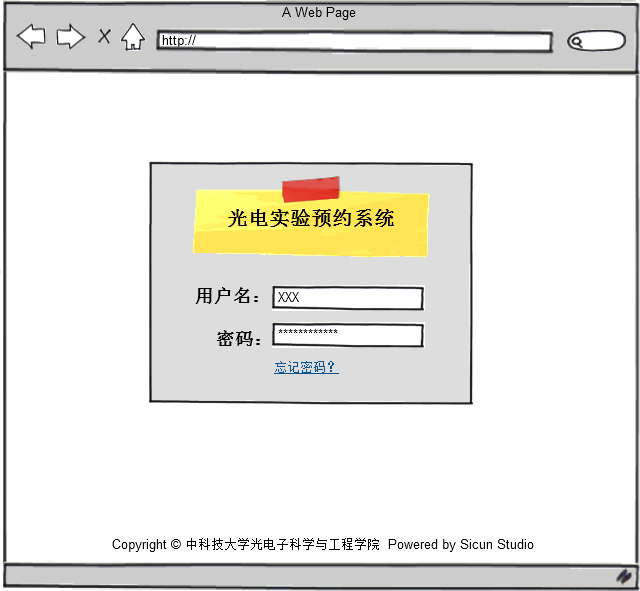 A Web Page
http://
光电实验预约系统
用户名： XXX
密码： ************
忘记密码？
Copyright © 中科技大学光电子科学与工程学院 Powered by Sicun Studio